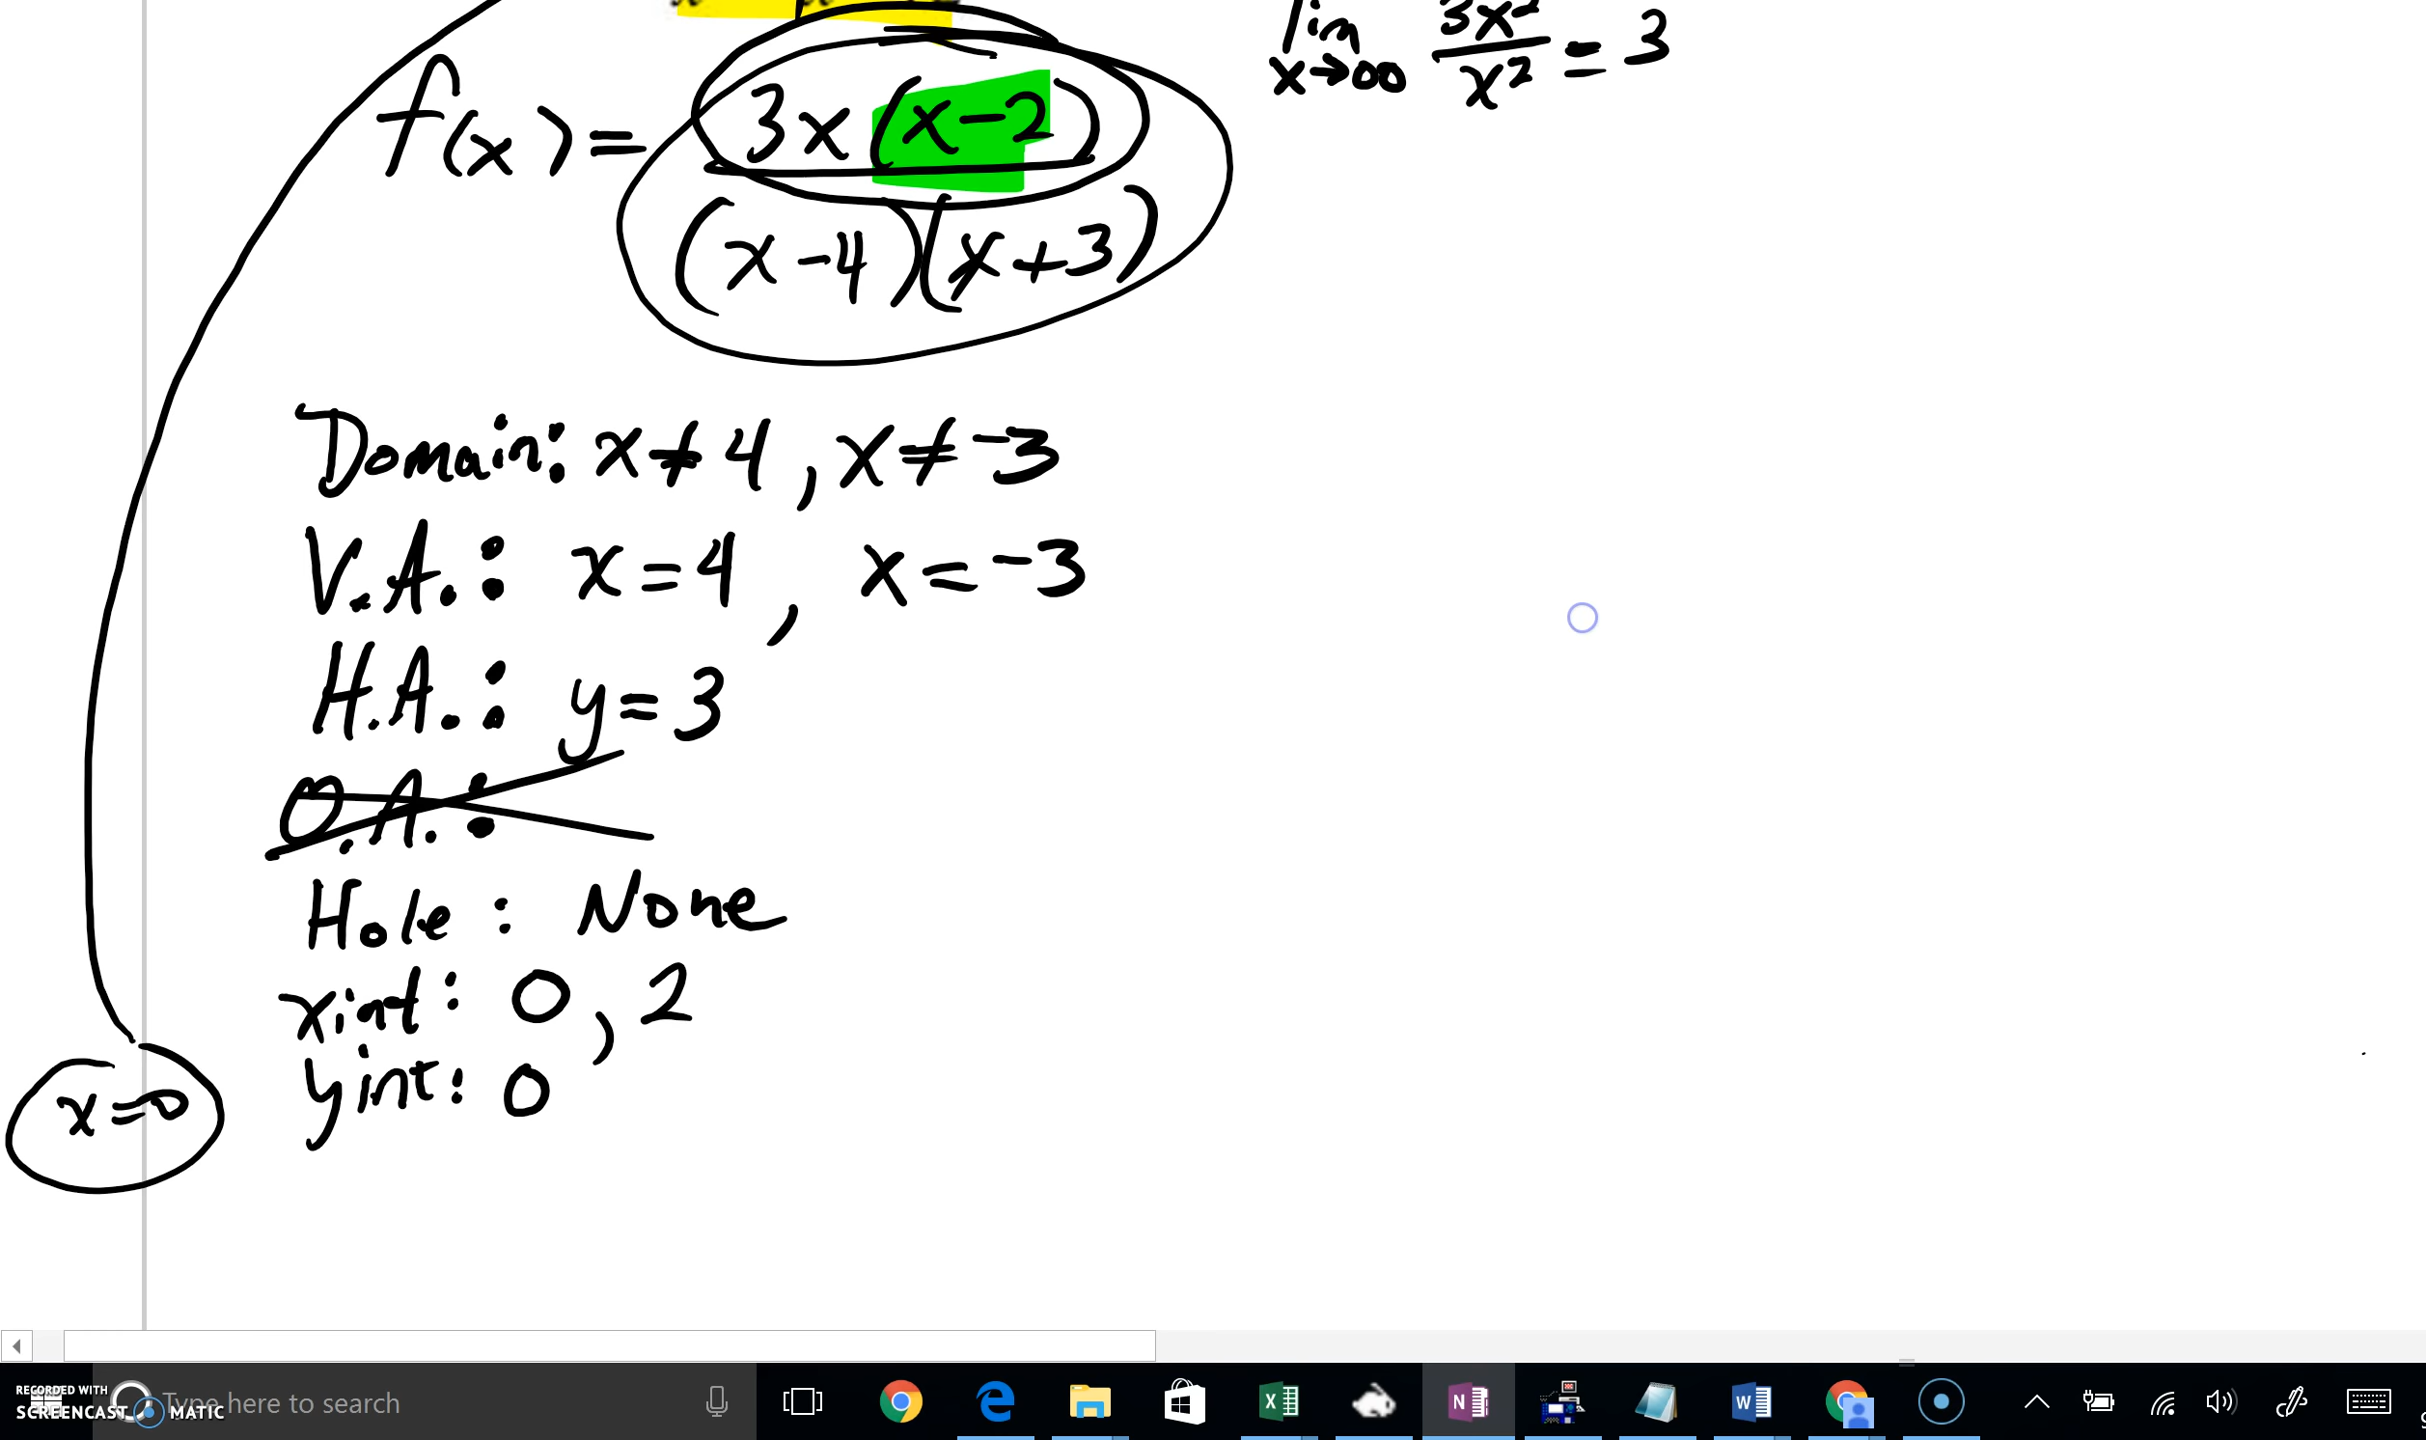 lim 3x² = 3
x→∞ x²
f(x) = 3x(x-2)
(x-4)(x+3)
Domain: x≠4, x≠-3
V.A.: x=4, x=-3
H.A.: y=3
O.A.:
Hole: None
xint: 0, 2
yint: 0
x=0
RECORDED WITH
SCREENCAST MATIC
Type here to search